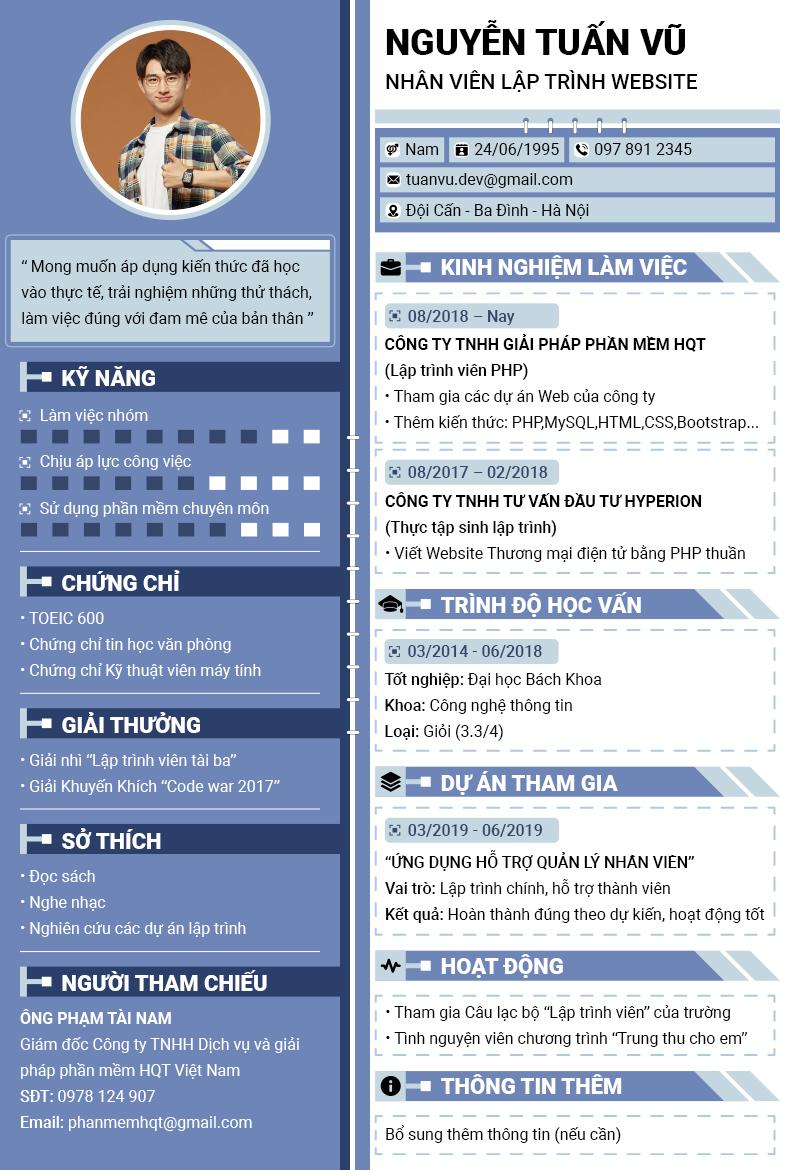 “ Mong muốn áp dụng kiến thức đã học
vào thực tế, trải nghiệm những thử thách,
làm việc đúng với đam mê của bản thân ”
KỸ NĂNG
Làm việc nhóm
Chịu áp lực công việc
Sử dụng phần mềm chuyên môn
CHỨNG CHỈ
• TOEIC 600
• Chứng chỉ tin học văn phòng
• Chứng chỉ Kỹ thuật viên máy tính
GIẢI THƯỞNG
• Giải nhì “Lập trình viên tài ba”
• Giải Khuyến Khích “Code war 2017”
SỞ THÍCH
• Đọc sách
• Nghe nhạc
• Nghiên cứu các dự án lập trình
NGƯỜI THAM CHIẾU
ÔNG PHẠM TÀI NAM
Giám đốc Công ty TNHH Dịch vụ và giải
pháp phần mềm HQT Việt Nam
SĐT: 0978 124 907
Email: phanmemhqt@gmail.com
NGUYỄN TUẤN VŨ
NHÂN VIÊN LẬP TRÌNH WEBSITE
Nam 24/06/1995 097 891 2345
tuanvu.dev@gmail.com
Đội Cấn - Ba Đình - Hà Nội
KINH NGHIỆM LÀM VIỆC
08/2018 – Nay
CÔNG TY TNHH GIẢI PHÁP PHẦN MỀM HQT
(Lập trình viên PHP)
• Tham gia các dự án Web của công ty
• Thêm kiến thức: PHP,MySQL,HTML,CSS,Bootstrap...
08/2017 – 02/2018
CÔNG TY TNHH TƯ VẤN ĐẦU TƯ HYPERION
(Thực tập sinh lập trình)
• Viết Website Thương mại điện tử bằng PHP thuần
TRÌNH ĐỘ HỌC VẤN
03/2014 - 06/2018
Tốt nghiệp: Đại học Bách Khoa
Khoa: Công nghệ thông tin
Loại: Giỏi (3.3/4)
DỰ ÁN THAM GIA
03/2019 - 06/2019
“ỨNG DỤNG HỖ TRỢ QUẢN LÝ NHÂN VIÊN”
Vai trò: Lập trình chính, hỗ trợ thành viên
Kết quả: Hoàn thành đúng theo dự kiến, hoạt động tốt
HOẠT ĐỘNG
• Tham gia Câu lạc bộ “Lập trình viên” của trường
• Tình nguyện viên chương trình “Trung thu cho em”
THÔNG TIN THÊM
Bổ sung thêm thông tin (nếu cần)